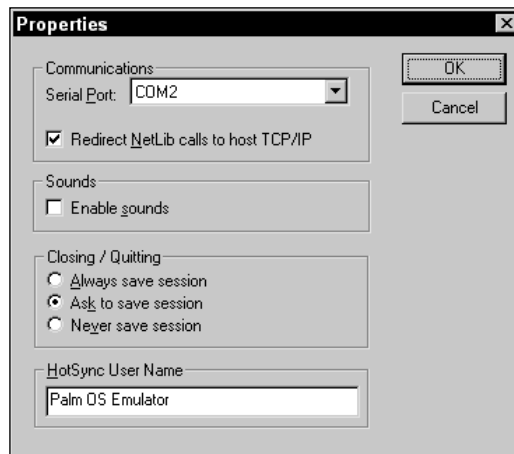 Properties
Communications
Serial Port: COM2
Redirect NetLib calls to host TCP/IP
Sounds
Enable sounds
Closing / Quitting
Always save session
Ask to save session
Never save session
HotSync User Name
Palm OS Emulator
OK
Cancel